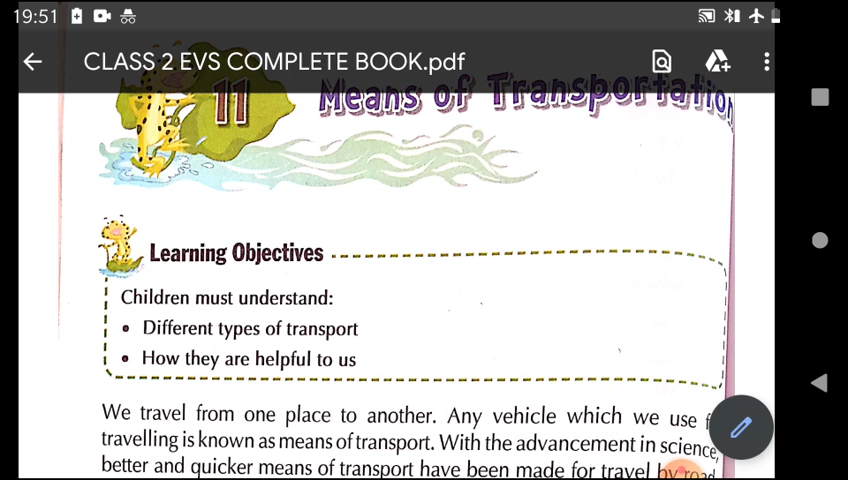 19:51
CLASS 2 EVS COMPLETE BOOK.pdf
11 Means of Transportation
Learning Objectives
Children must understand:
• Different types of transport
• How they are helpful to us
We travel from one place to another. Any vehicle which we use
travelling is known as means of transport. With the advancement in science,
better and quicker means of transport have been made for travel by road,